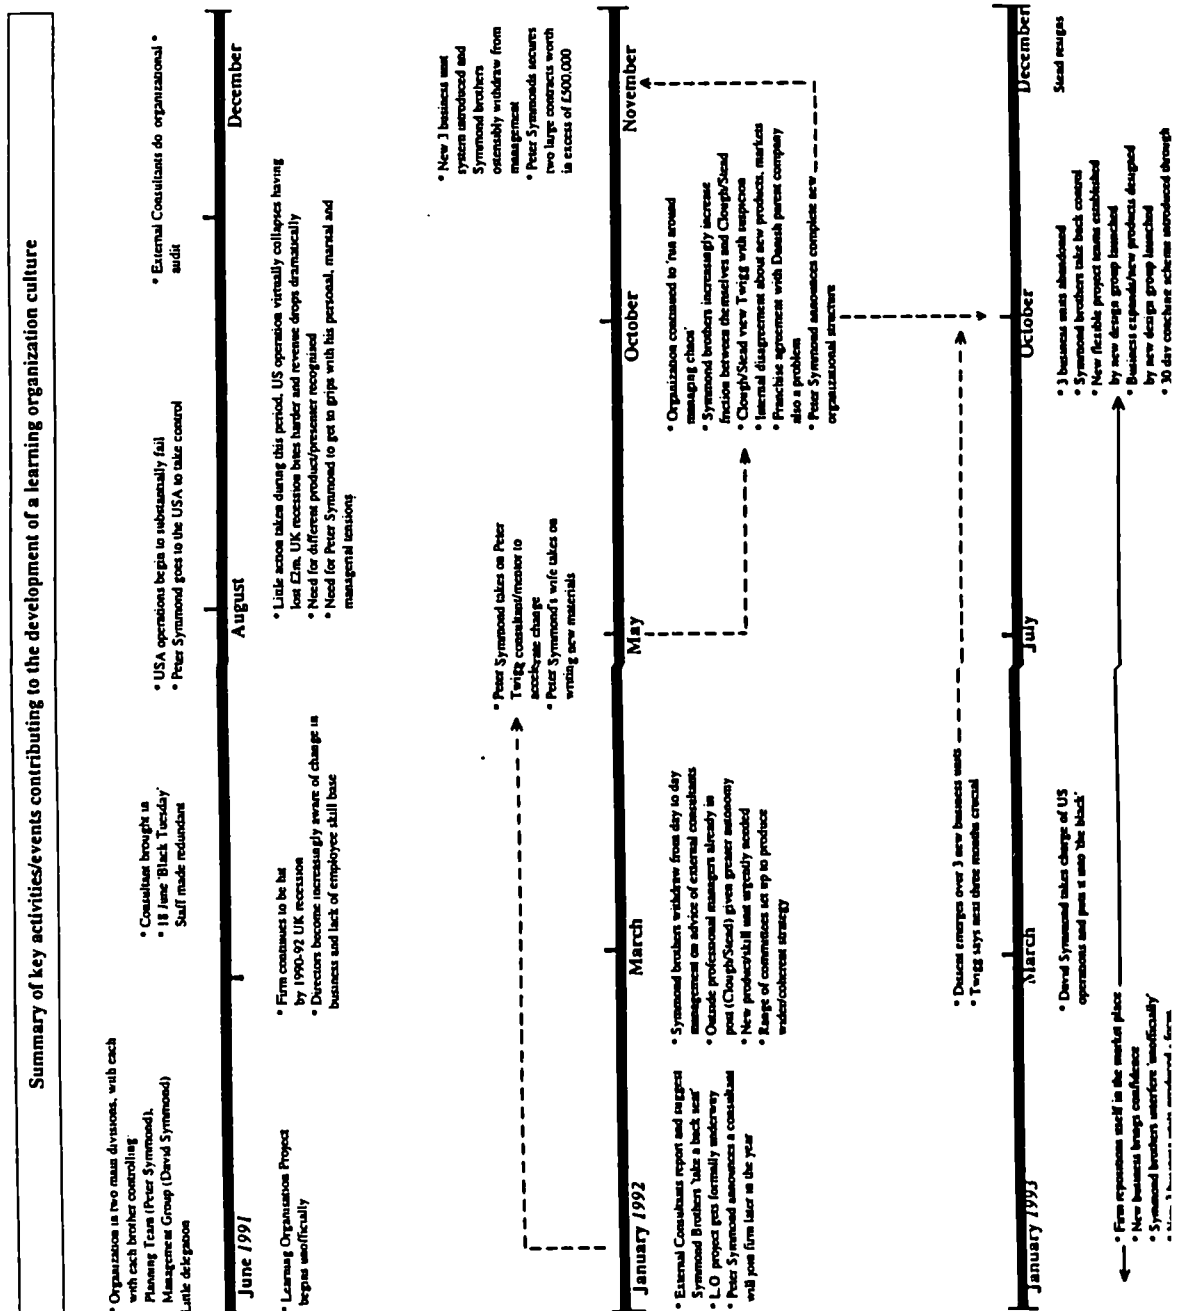 Summary of key activities/events contributing to the development of a learning organization culture
* Organization in two main divisions, with each
with each brother controlling
Planning Team (Peter Symmond),
Management Group (David Symmond)
Little delegation
* Consultant brought in
* 18 June 'Black Tuesday'
Staff made redundant
* USA operations begin to substantially fail
* Peter Symmond goes to the USA to take control
* External Consultants do organizational *
audit
June 1991
August
December
* Learning Organisation Project
begins unofficially
* Firm continues to be hit
by 1990-92 UK recession
* Directors become increasingly aware of change in
business and lack of employee skill base
* Little action taken during this period, US operation virtually collapses having
lost £2m, UK recession bites harder and revenue drops dramatically
* Need for different product/presenter recognised
* Need for Peter Symmond to get to grips with his personal, marital and
managerial tensions
* Peter Symmond takes on Peter
Twigg consultant/mentor to
accelerate change
* Peter Symmond's wife takes on
writing new materials
* New 3 business unit
system introduced and
Symmond brothers
ostensibly withdraw from
management
* Peter Symmonds secures
two large contracts worth
in excess of £500,000
January 1992
March
May
October
November
* External Consultants report and suggest
Symmond Brothers 'take a back seat'
* L.O project gets formally underway
* Peter Symmond announces a consultant
will join firm later in the year
* Symmond brothers withdraw from day to day
management on advice of external consultants
* Outside professional managers already in
post (Clough/Stead) given greater autonomy
* New product/skill unit urgently needed
* Range of committees set up to produce
wider/coherent strategy
* Organization continued to 'run around
managing chaos'
* Symmond brothers increasingly increase
friction between themselves and Clough/Stead
* Clough/Stead view Twigg with suspicion
* Internal disagreement about new products, markets
* Franchise agreement with Danish parent company
also a problem
* Peter Symmond announces complete new
organizational structure
* Dissent emerges over 3 new business units
* Twigg says next three months crucial
January 1993
March
July
October
December
* Firm repositions itself in the market place
* New business brings confidence
* Symmond brothers interfere 'unofficially'
* David Symmond takes charge of US
operations and puts it into 'the black'
* 3 business units abandoned
* Symmond brothers take back control
* New flexible project teams established
by new design group launched
* Business expands/new products designed
by new design group launched
* 30 day coaching scheme introduced through
Stead resigns